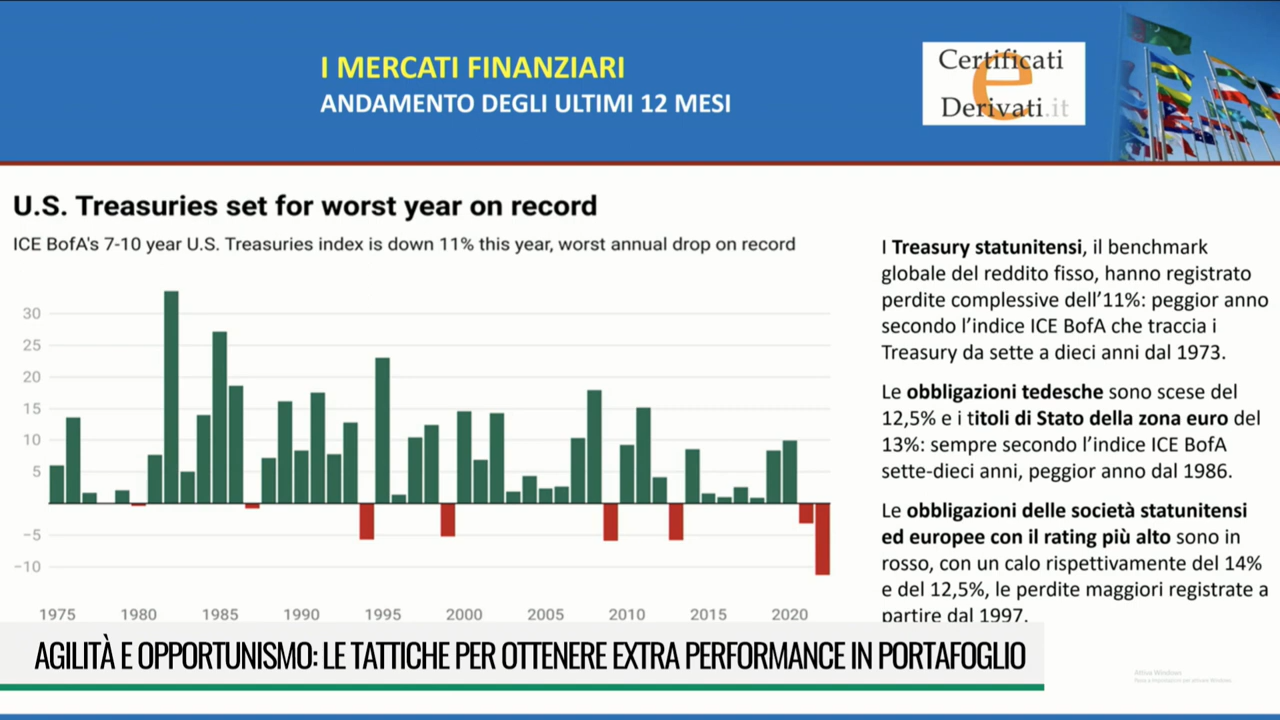 I MERCATI FINANZIARI
ANDAMENTO DEGLI ULTIMI 12 MESI
Certificati
e
Derivati.it
U.S. Treasuries set for worst year on record
ICE BofA's 7-10 year U.S. Treasuries index is down 11% this year, worst annual drop on record
30
25
20
15
10
5
−5
−10
1975 1980 1985 1990 1995 2000 2005 2010 2015 2020
I Treasury statunitensi, il benchmark
globale del reddito fisso, hanno registrato
perdite complessive dell'11%: peggior anno
secondo l'indice ICE BofA che traccia i
Treasury da sette a dieci anni dal 1973.
Le obbligazioni tedesche sono scese del
12,5% e i titoli di Stato della zona euro del
13%: sempre secondo l'indice ICE BofA
sette-dieci anni, peggior anno dal 1986.
Le obbligazioni delle società statunitensi
ed europee con il rating più alto sono in
rosso, con un calo rispettivamente del 14%
e del 12,5%, le perdite maggiori registrate a
partire dal 1997.
AGILITÀ E OPPORTUNISMO: LE TATTICHE PER OTTENERE EXTRA PERFORMANCE IN PORTAFOGLIO
Attiva Windows